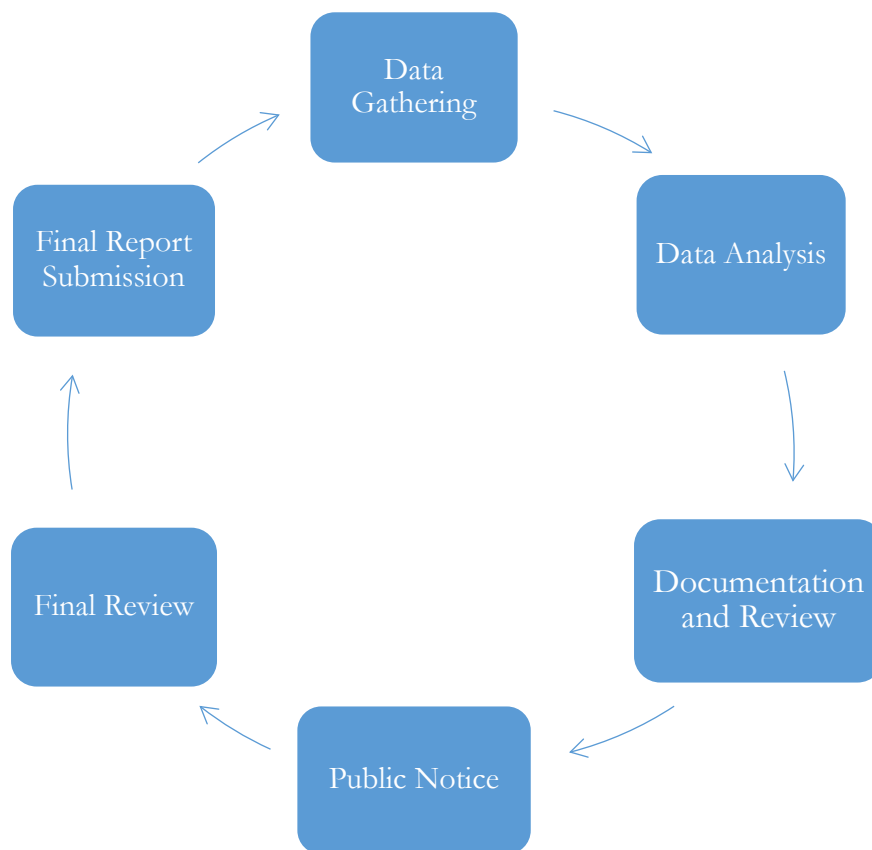 Data
Gathering
Data Analysis
Documentation
and Review
Public Notice
Final Review
Final Report
Submission